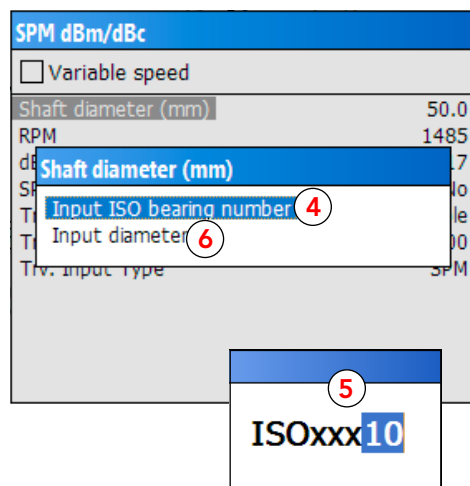 SPM dBm/dBc
Variable speed
Shaft diameter (mm) 50.0
RPM 1485
Shaft diameter (mm)
Input ISO bearing number 4
Input diameter 6
Trv. Input Type SPM
5
ISOxxx10